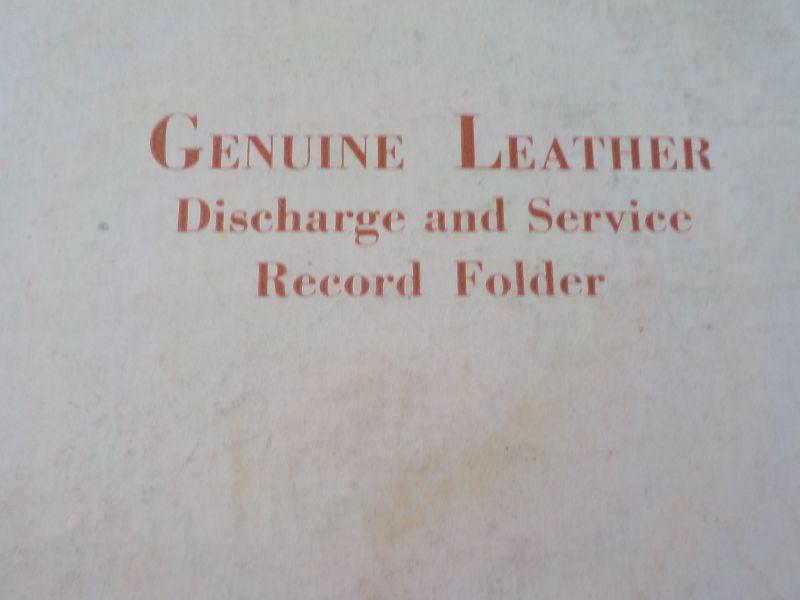 GENUINE LEATHER
Discharge and Service
Record Folder